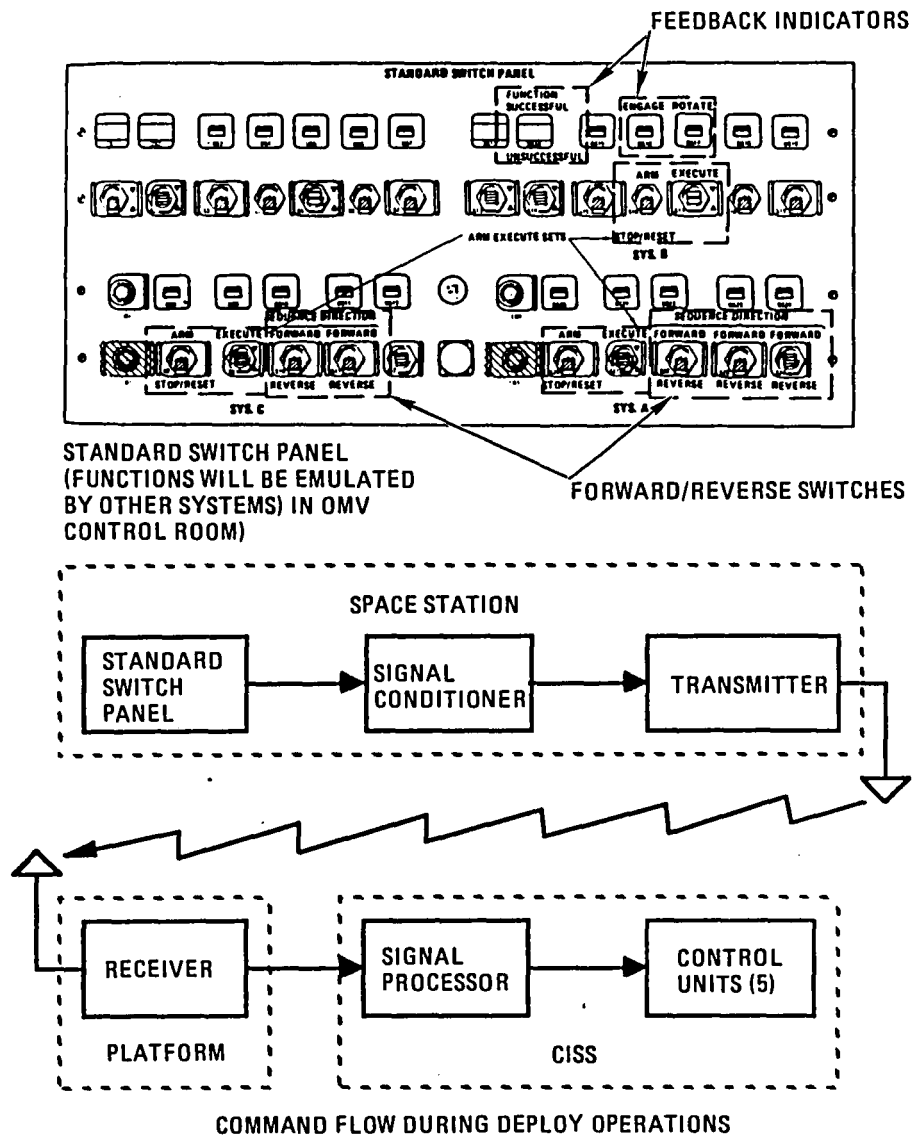 FEEDBACK INDICATORS
STANDARD SWITCH PANEL
FUNCTION
SUCCESSFUL
ENGAGE ROTATE
UNSUCCESSFUL
ARM EXECUTE
ARM EXECUTE SETS
STOP/RESET
SYS. B
SEQUENCE DIRECTION
SEQUENCE DIRECTION
ARM EXECUTE FORWARD FORWARD
ARM EXECUTE FORWARD FORWARD FORWARD
STOP/RESET REVERSE REVERSE
STOP/RESET REVERSE REVERSE REVERSE
SYS. C
SYS. A
STANDARD SWITCH PANEL
(FUNCTIONS WILL BE EMULATED
BY OTHER SYSTEMS) IN OMV
CONTROL ROOM)
FORWARD/REVERSE SWITCHES
SPACE STATION
STANDARD
SWITCH
PANEL
SIGNAL
CONDITIONER
TRANSMITTER
RECEIVER
SIGNAL
PROCESSOR
CONTROL
UNITS (5)
PLATFORM
CISS
COMMAND FLOW DURING DEPLOY OPERATIONS